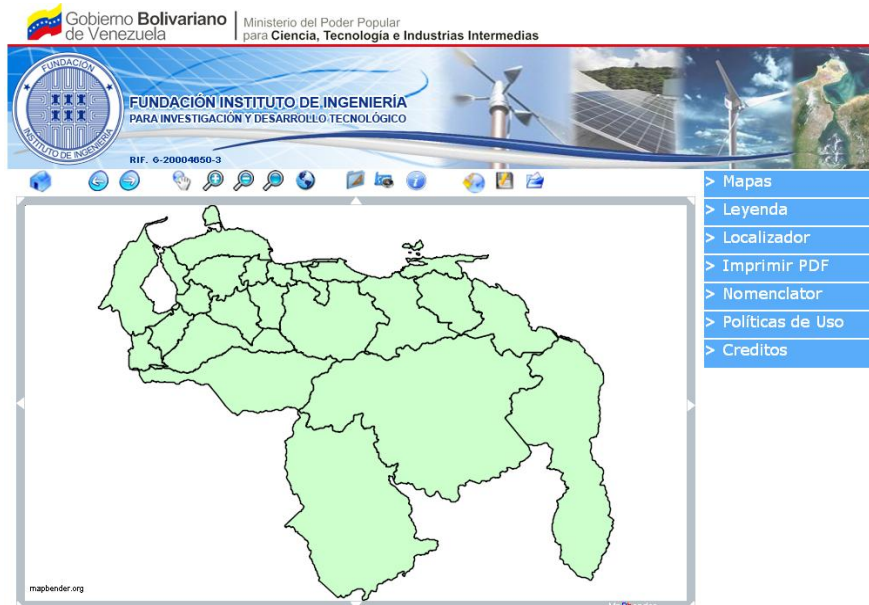 Gobierno Bolivariano
de Venezuela
Ministerio del Poder Popular
para Ciencia, Tecnología e Industrias Intermedias
FUNDACIÓN
INSTITUTO DE INGENIERÍA
FUNDACIÓN INSTITUTO DE INGENIERÍA
PARA INVESTIGACIÓN Y DESARROLLO TECNOLÓGICO
RIF. G-20004650-3
> Mapas
> Leyenda
> Localizador
> Imprimir PDF
> Nomenclator
> Políticas de Uso
> Creditos
mapbender.org